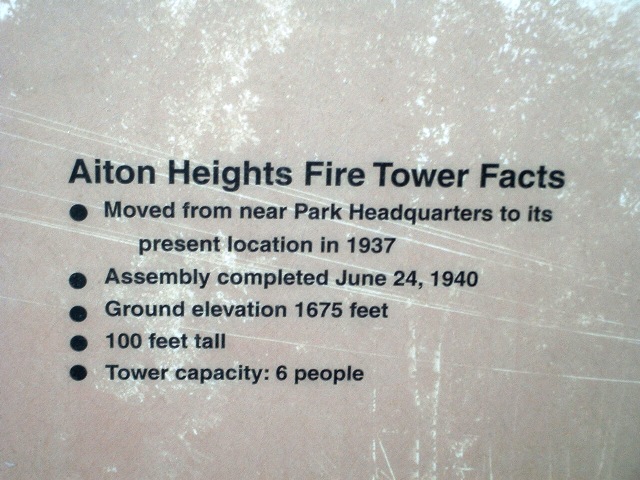 Aiton Heights Fire Tower Facts
● Moved from near Park Headquarters to its
present location in 1937
● Assembly completed June 24, 1940
● Ground elevation 1675 feet
● 100 feet tall
● Tower capacity: 6 people